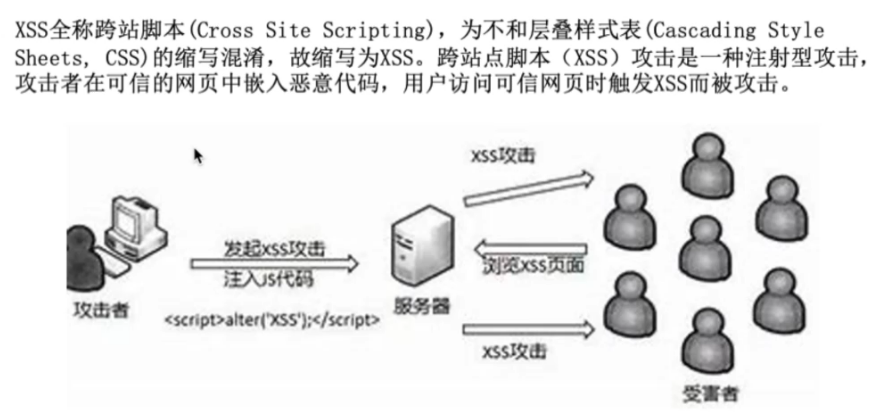 XSS全称跨站脚本(Cross Site Scripting)，为不和层叠样式表(Cascading Style
Sheets, CSS)的缩写混淆，故缩写为XSS。跨站点脚本（XSS）攻击是一种注射型攻击，
攻击者在可信的网页中嵌入恶意代码，用户访问可信网页时触发XSS而被攻击。
XSS攻击
发起XSS攻击
注入JS代码
浏览XSS页面
攻击者
服务器
<script>alter('XSS');</script>
XSS攻击
受害者